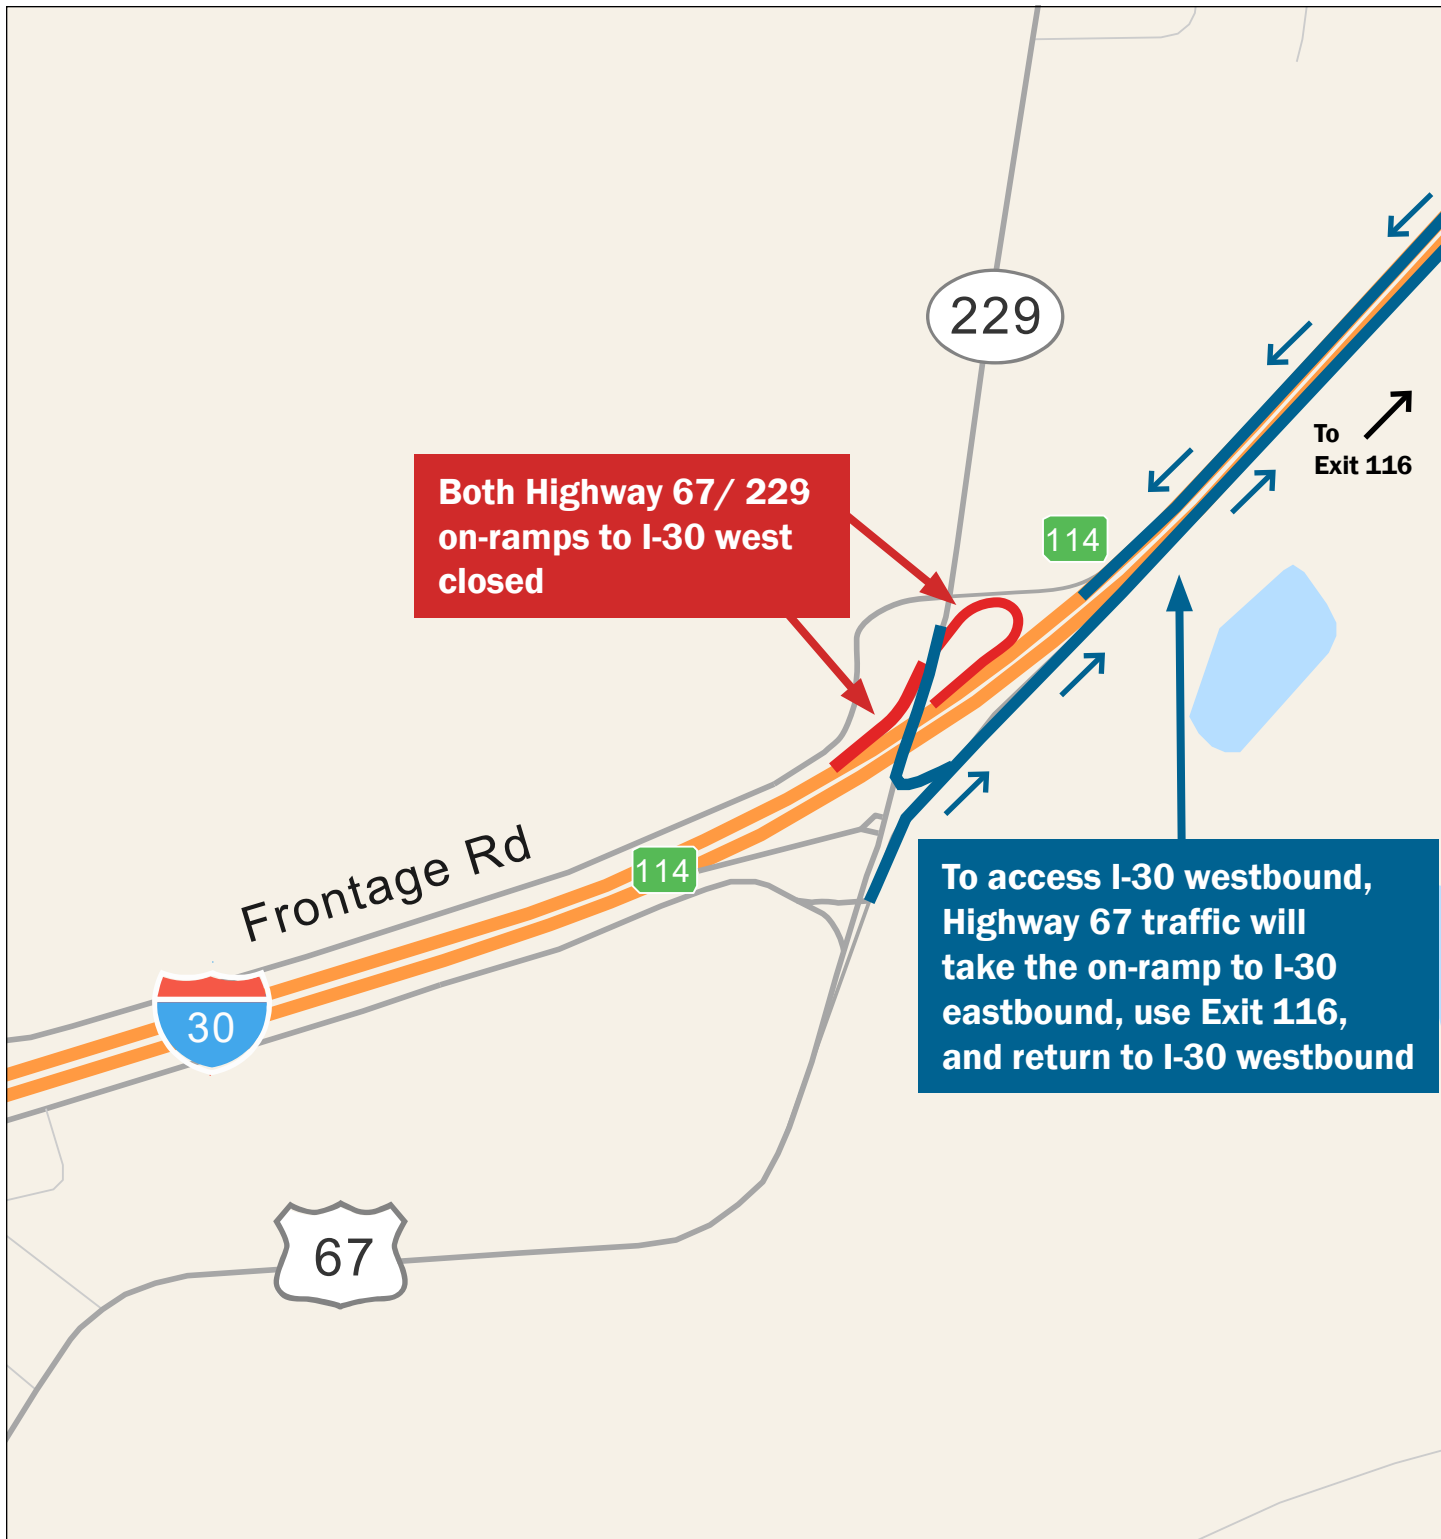 229
To
Exit 116
Both Highway 67/ 229
on-ramps to I-30 west
closed
114
Frontage Rd
114
To access I-30 westbound,
Highway 67 traffic will
take the on-ramp to I-30
eastbound, use Exit 116,
and return to I-30 westbound
30
67